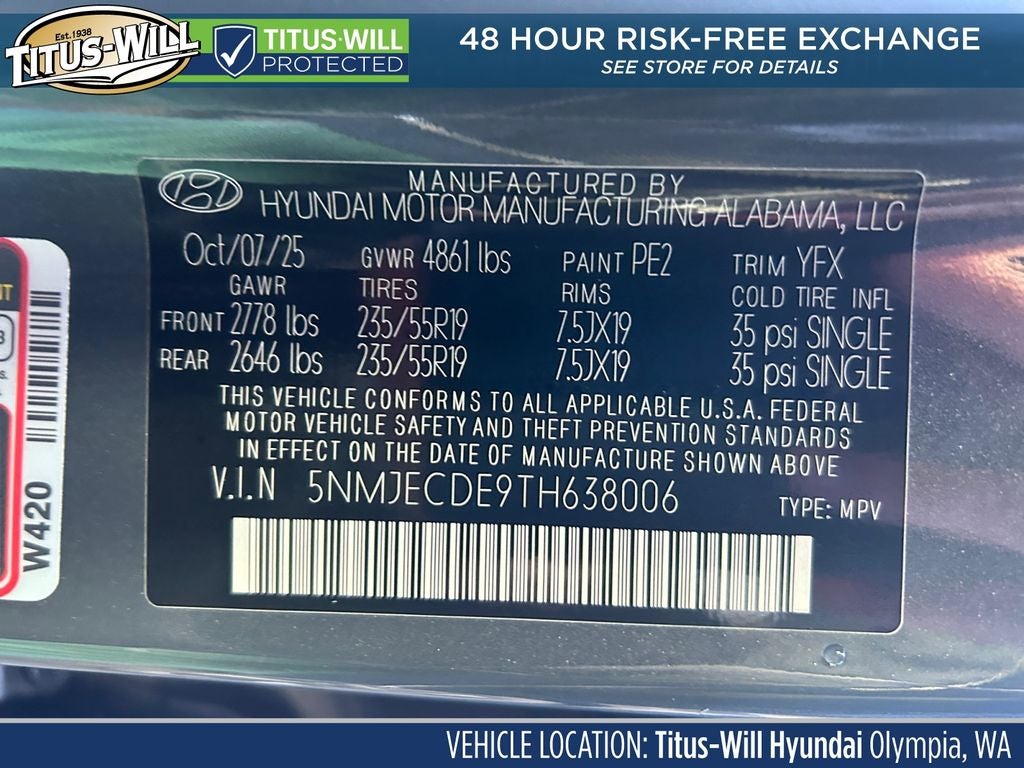 Est. 1938
TITUS-WILL
TITUS-WILL
PROTECTED
48 HOUR RISK-FREE EXCHANGE
SEE STORE FOR DETAILS
MANUFACTURED BY
HYUNDAI MOTOR MANUFACTURING ALABAMA, LLC
Oct/07/25 GVWR 4861 lbs PAINT PE2 TRIM YFX
GAWR TIRES RIMS COLD TIRE INFL
FRONT 2778 lbs 235/55R19 7.5JX19 35 psi SINGLE
REAR 2646 lbs 235/55R19 7.5JX19 35 psi SINGLE
THIS VEHICLE CONFORMS TO ALL APPLICABLE U.S.A. FEDERAL
MOTOR VEHICLE SAFETY AND THEFT PREVENTION STANDARDS
IN EFFECT ON THE DATE OF MANUFACTURE SHOWN ABOVE
V.I.N 5NMJECDE9TH638006 TYPE: MPV
W420
VEHICLE LOCATION: Titus-Will Hyundai Olympia, WA